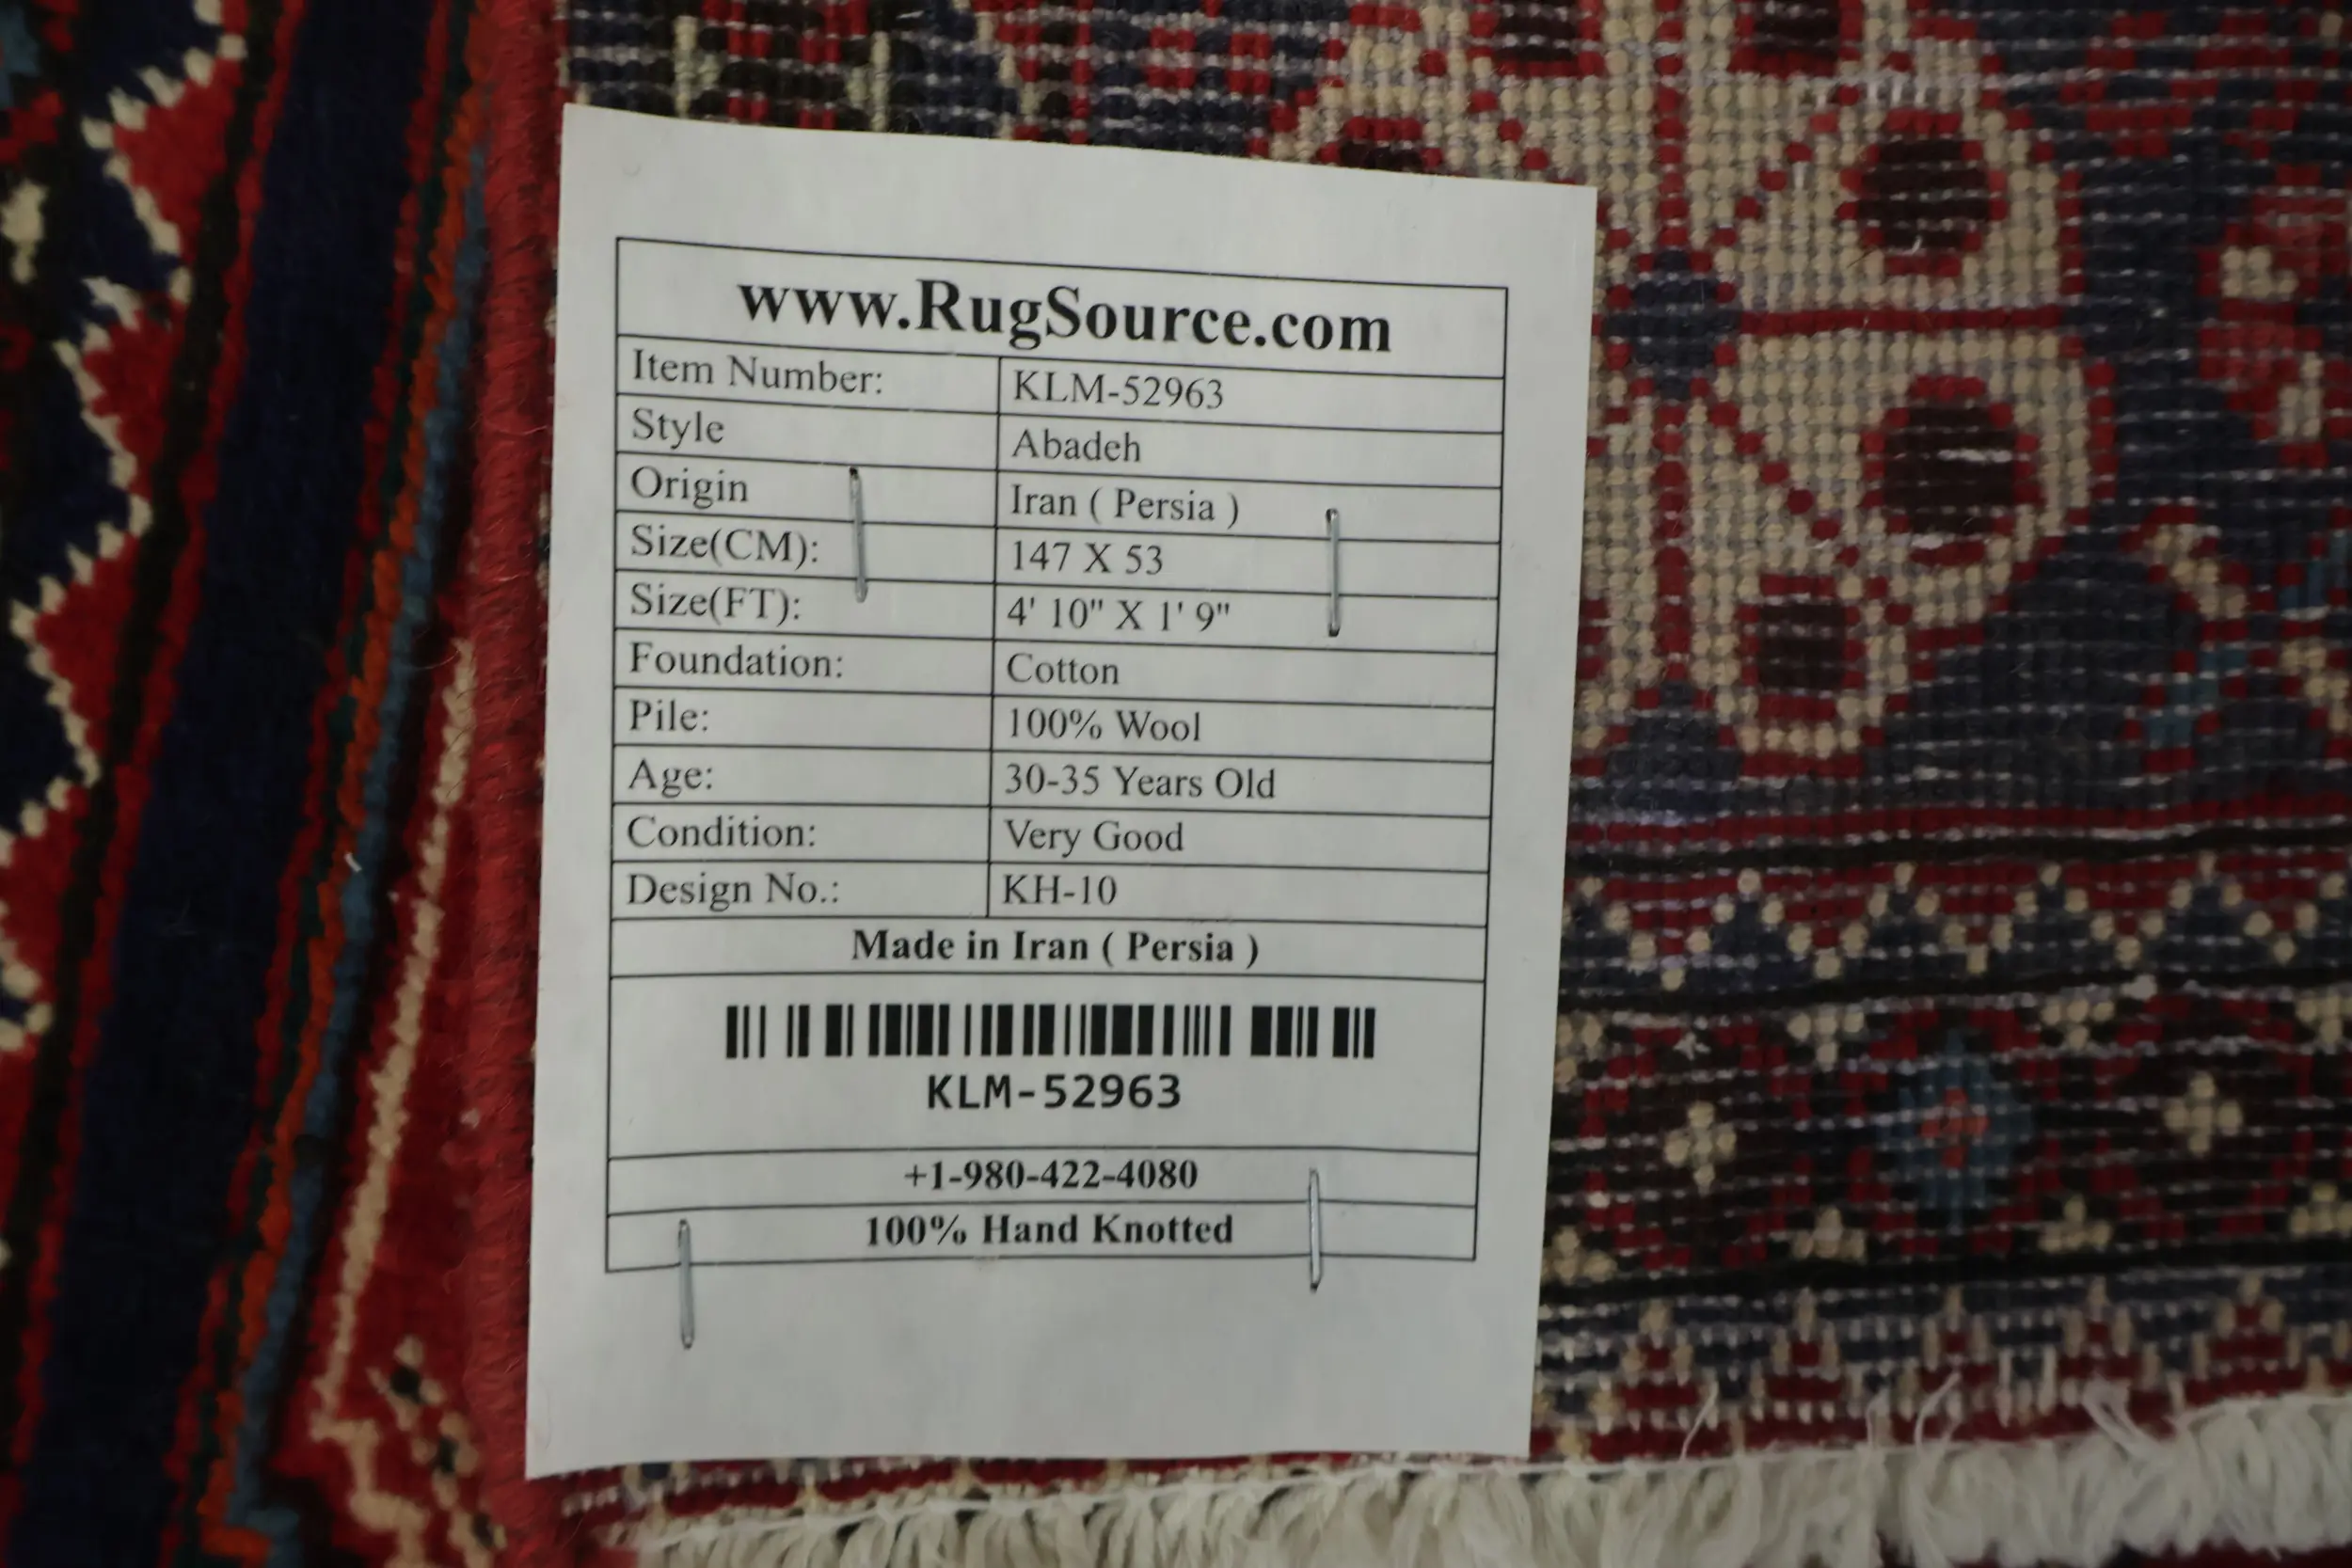 www.RugSource.com
Item Number: KLM-52963
Style Abadeh
Origin Iran ( Persia )
Size(CM): 147 X 53
Size(FT): 4' 10" X 1' 9"
Foundation: Cotton
Pile: 100% Wool
Age: 30-35 Years Old
Condition: Very Good
Design No.: KH-10
Made in Iran ( Persia )
KLM-52963
+1-980-422-4080
100% Hand Knotted